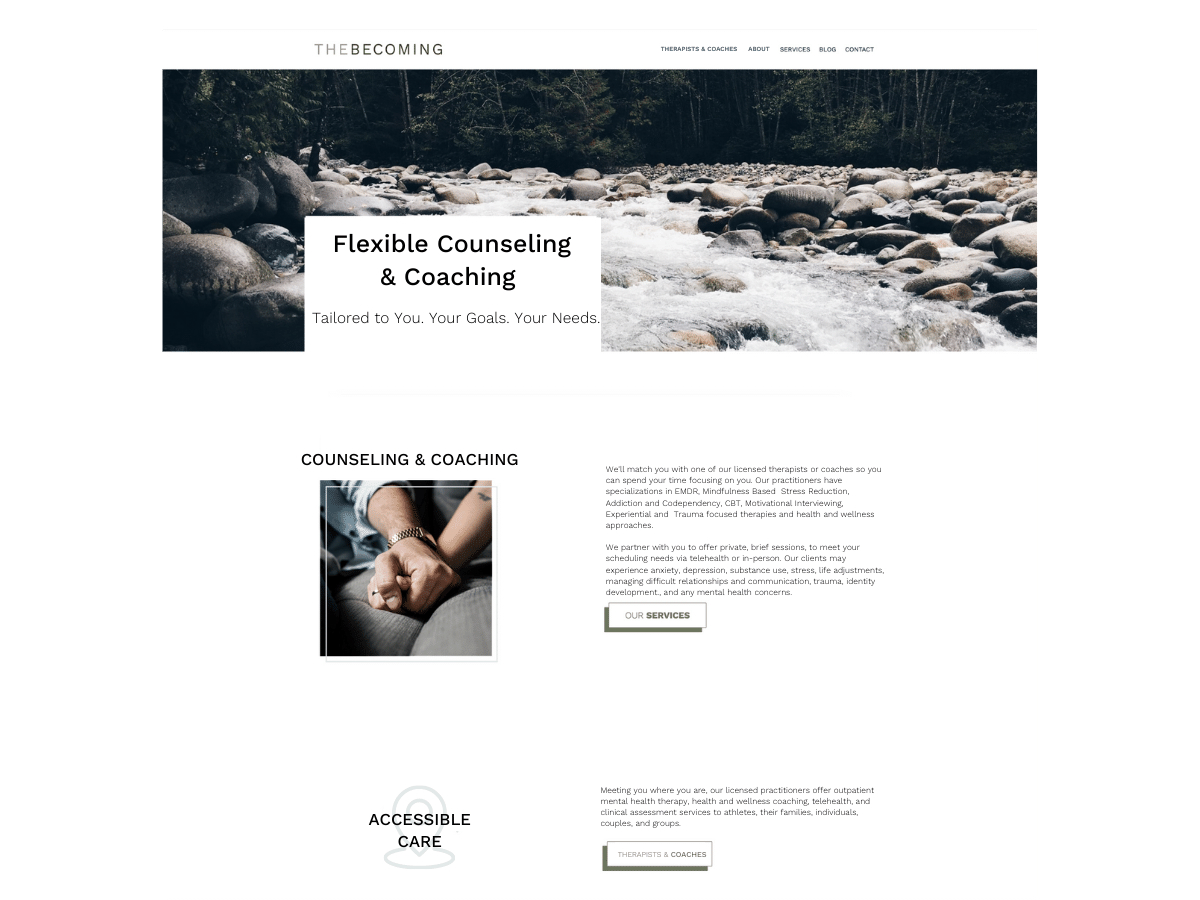 THEBECOMING
THERAPISTS & COACHES ABOUT SERVICES BLOG CONTACT
Flexible Counseling
& Coaching
Tailored to You. Your Goals. Your Needs.
COUNSELING & COACHING
We'll match you with one of our licensed therapists or coaches so you
can spend your time focusing on you. Our practitioners have
specializations in EMDR, Mindfulness Based  Stress Reduction,
Addiction and Codependency, CBT, Motivational Interviewing,
Experiential and  Trauma focused therapies and health and wellness
approaches.
We partner with you to offer private, brief sessions, to meet your
scheduling needs via telehealth or in-person. Our clients may
experience anxiety, depression, substance use, stress, life adjustments,
managing difficult relationships and communication, trauma, identity
development., and any mental health concerns.
OUR SERVICES
ACCESSIBLE
CARE
Meeting you where you are, our licensed practitioners offer outpatient
mental health therapy, health and wellness coaching, telehealth, and
clinical assessment services to athletes, their families, individuals,
couples, and groups.
THERAPISTS & COACHES